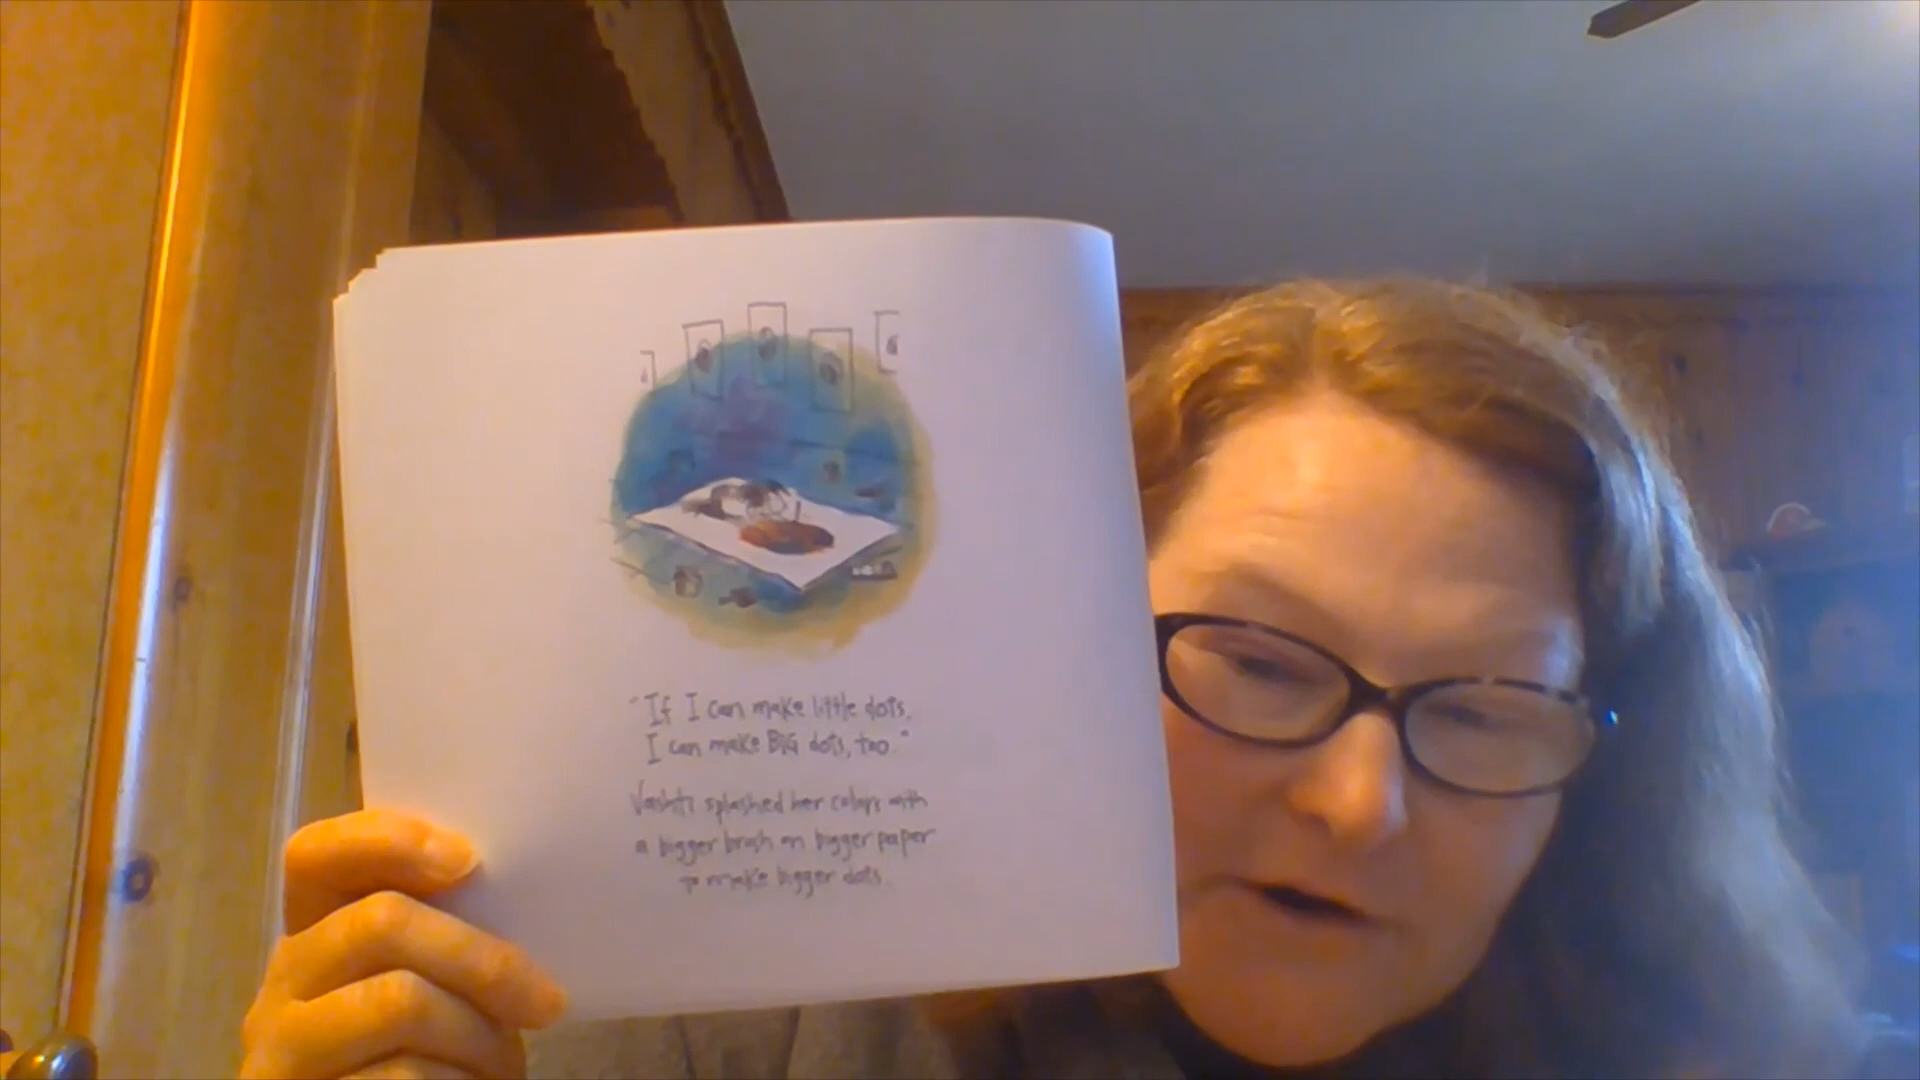 "If I can make little dots,
I can make BIG dots, too."
Vashti splashed her colors with
a bigger brush on bigger paper
to make bigger dots.